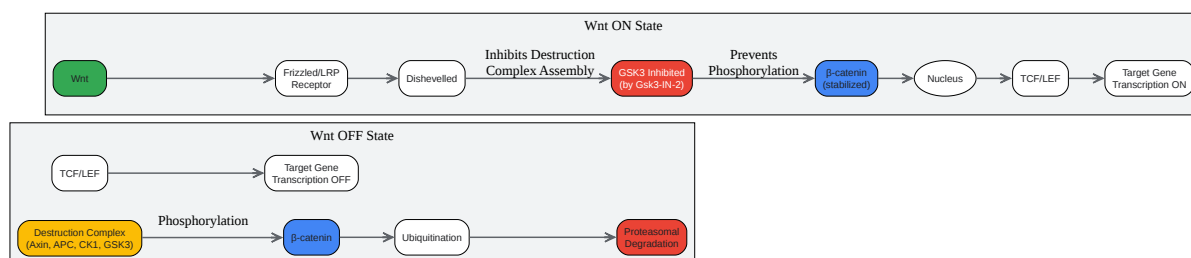 Wnt ON State
Wnt
Frizzled/LRP
Receptor
Dishevelled
Inhibits Destruction
Complex Assembly
GSK3 Inhibited
(by Gsk3-IN-2)
Prevents
Phosphorylation
β-catenin
(stabilized)
Nucleus
TCF/LEF
Target Gene
Transcription ON
Wnt OFF State
TCF/LEF
Target Gene
Transcription OFF
Destruction Complex
(Axin, APC, CK1, GSK3)
Phosphorylation
β-catenin
Ubiquitination
Proteasomal
Degradation